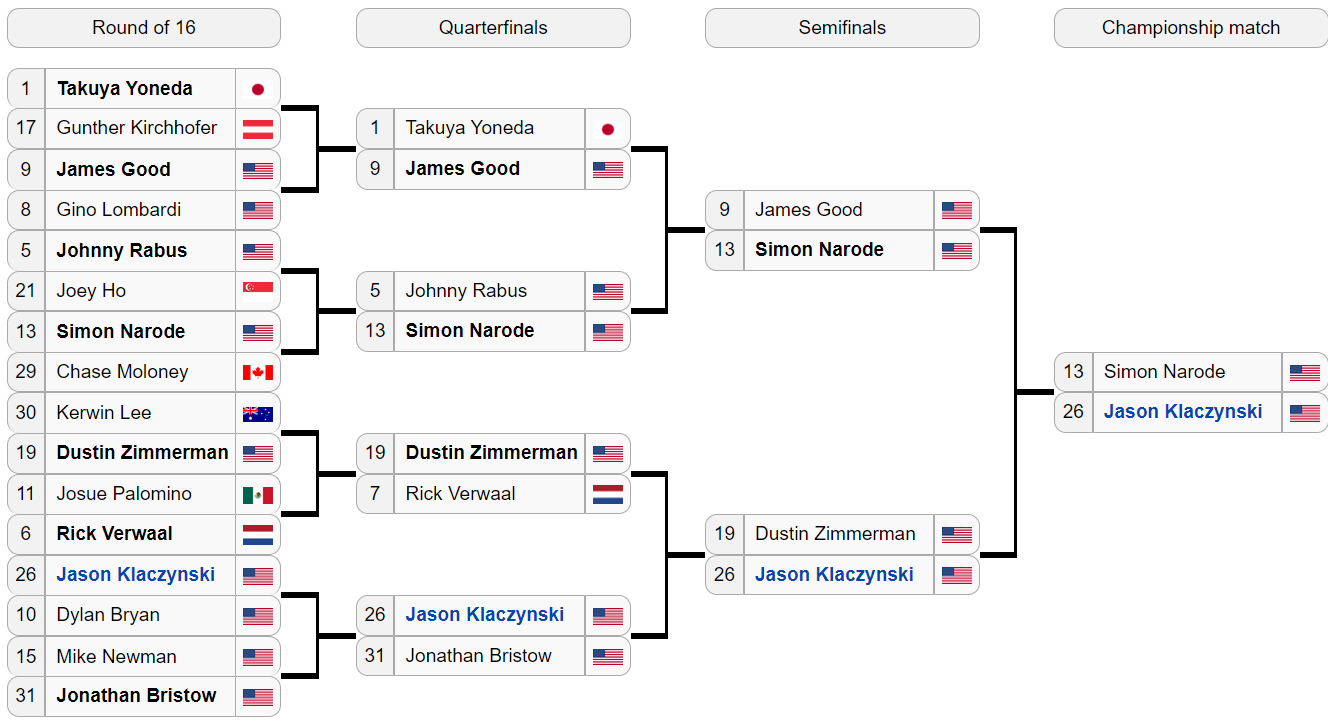 Round of 16
Quarterfinals
Semifinals
Championship match
1 Takuya Yoneda
17 Gunther Kirchhofer
9 James Good
8 Gino Lombardi
5 Johnny Rabus
21 Joey Ho
13 Simon Narode
29 Chase Moloney
30 Kerwin Lee
19 Dustin Zimmerman
11 Josue Palomino
6 Rick Verwaal
26 Jason Klaczynski
10 Dylan Bryan
15 Mike Newman
31 Jonathan Bristow
1 Takuya Yoneda
9 James Good
5 Johnny Rabus
13 Simon Narode
19 Dustin Zimmerman
7 Rick Verwaal
26 Jason Klaczynski
31 Jonathan Bristow
9 James Good
13 Simon Narode
19 Dustin Zimmerman
26 Jason Klaczynski
13 Simon Narode
26 Jason Klaczynski